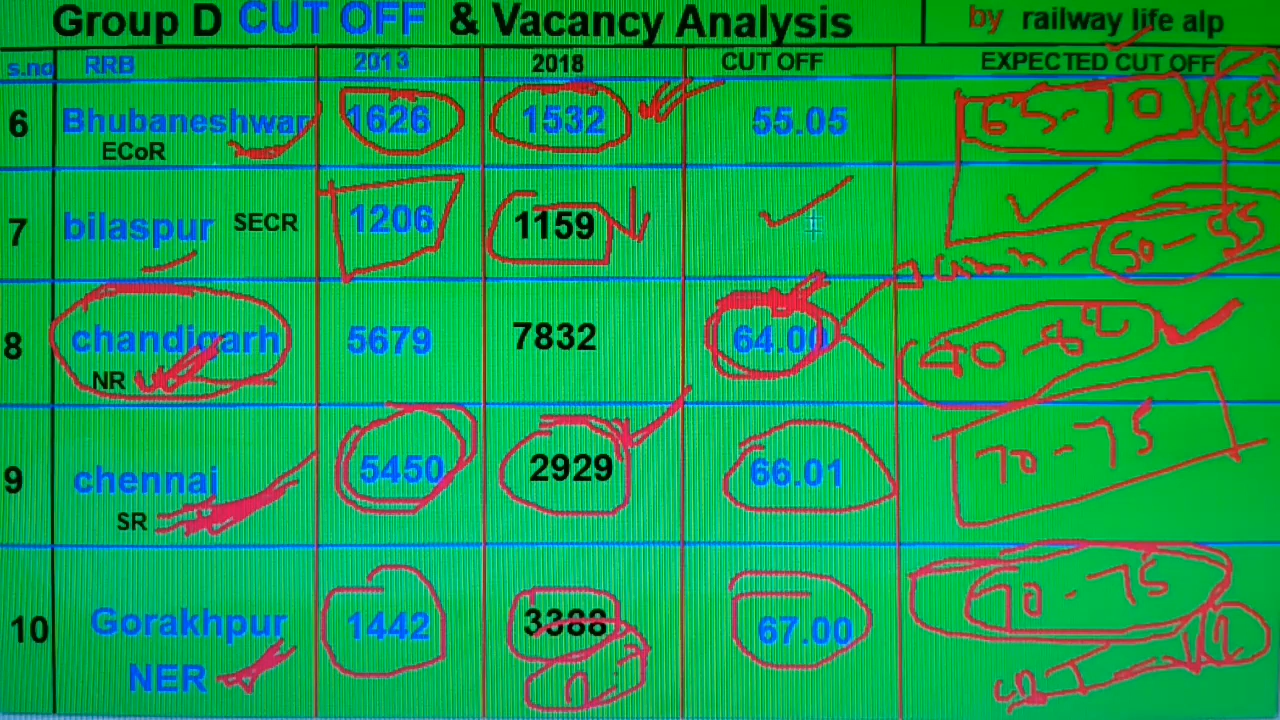 Group D CUT OFF & Vacancy Analysis by railway life alp
s.no RRB 2013 2018 CUT OFF EXPECTED CUT OFF
6 Bhubaneshwar 1626 1532 55.05 65-70
ECoR
7 bilaspur SECR 1206 1159
50-55
8 chandigarh 5679 7832 64.00
NR
70-75
9 chennai 5450 2929 66.01
SR
10 Gorakhpur 1442 3388 67.00 70-75
NER